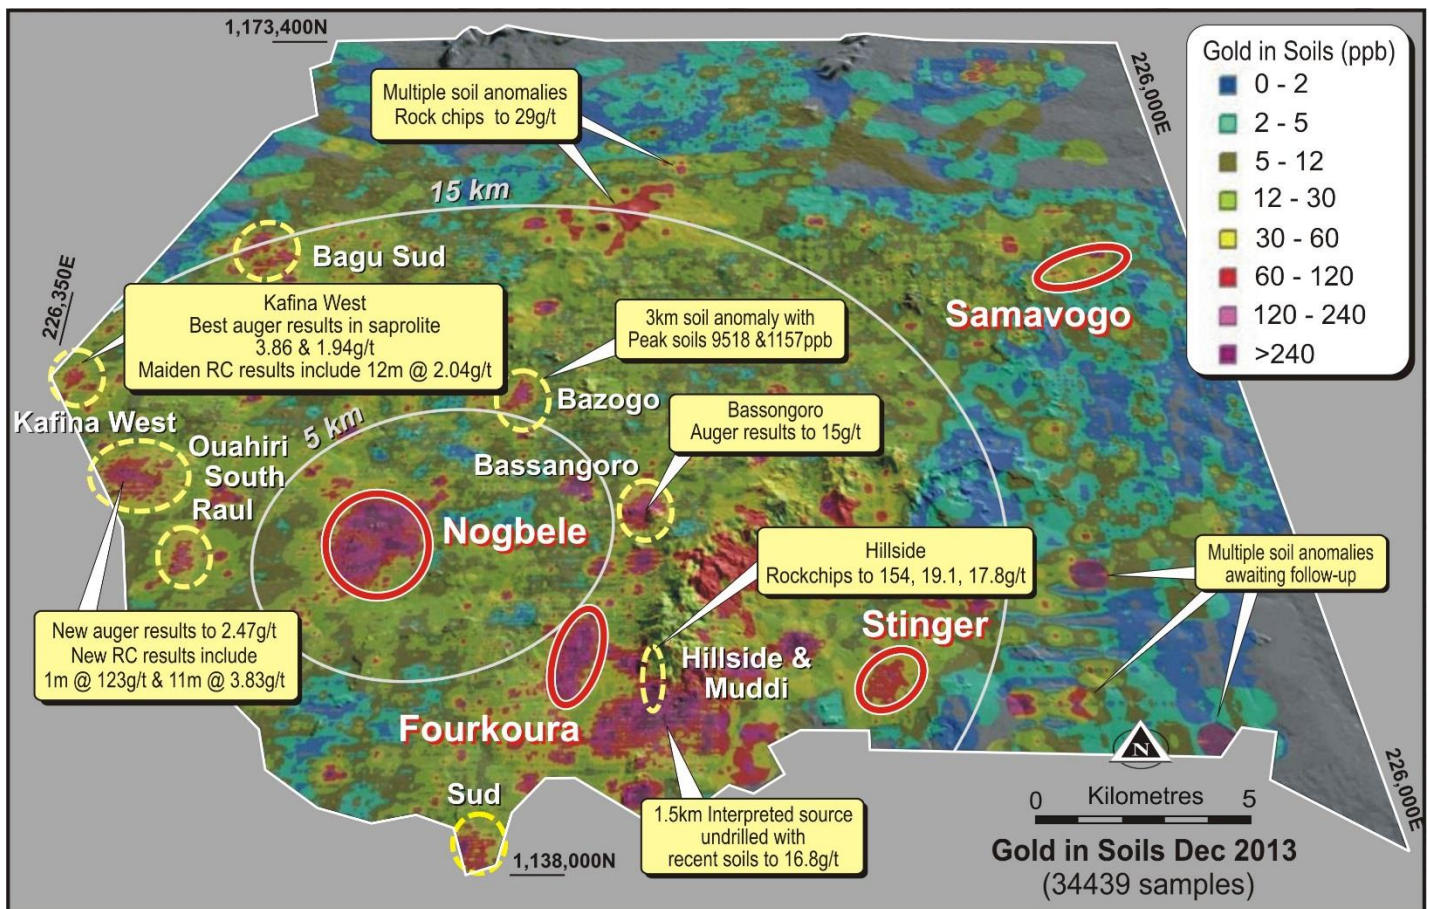 1,173,400N
226,000E
Gold in Soils (ppb)
0 - 2
2 - 5
5 - 12
12 - 30
30 - 60
60 - 120
120 - 240
>240
Multiple soil anomalies
Rock chips to 29g/t
15 km
Bagu Sud
226,350E
Kafina West
Best auger results in saprolite
3.86 & 1.94g/t
Maiden RC results include 12m @ 2.04g/t
3km soil anomaly with
Peak soils 9518 &1157ppb
Samavogo
Kafina West
5 km
Bazogo
Bassongoro
Auger results to 15g/t
Ouahiri
South
Raul
Bassangoro
Nogbele
Hillside
Rockchips to 154, 19.1, 17.8g/t
Multiple soil anomalies
awaiting follow-up
New auger results to 2.47g/t
New RC results include
1m @ 123g/t & 11m @ 3.83g/t
Stinger
Hillside &
Muddi
Fourkoura
Sud
1.5km Interpreted source
undrilled with
recent soils to 16.8g/t
1,138,000N
N
226,000E
0 Kilometres 5
Gold in Soils Dec 2013
(34439 samples)